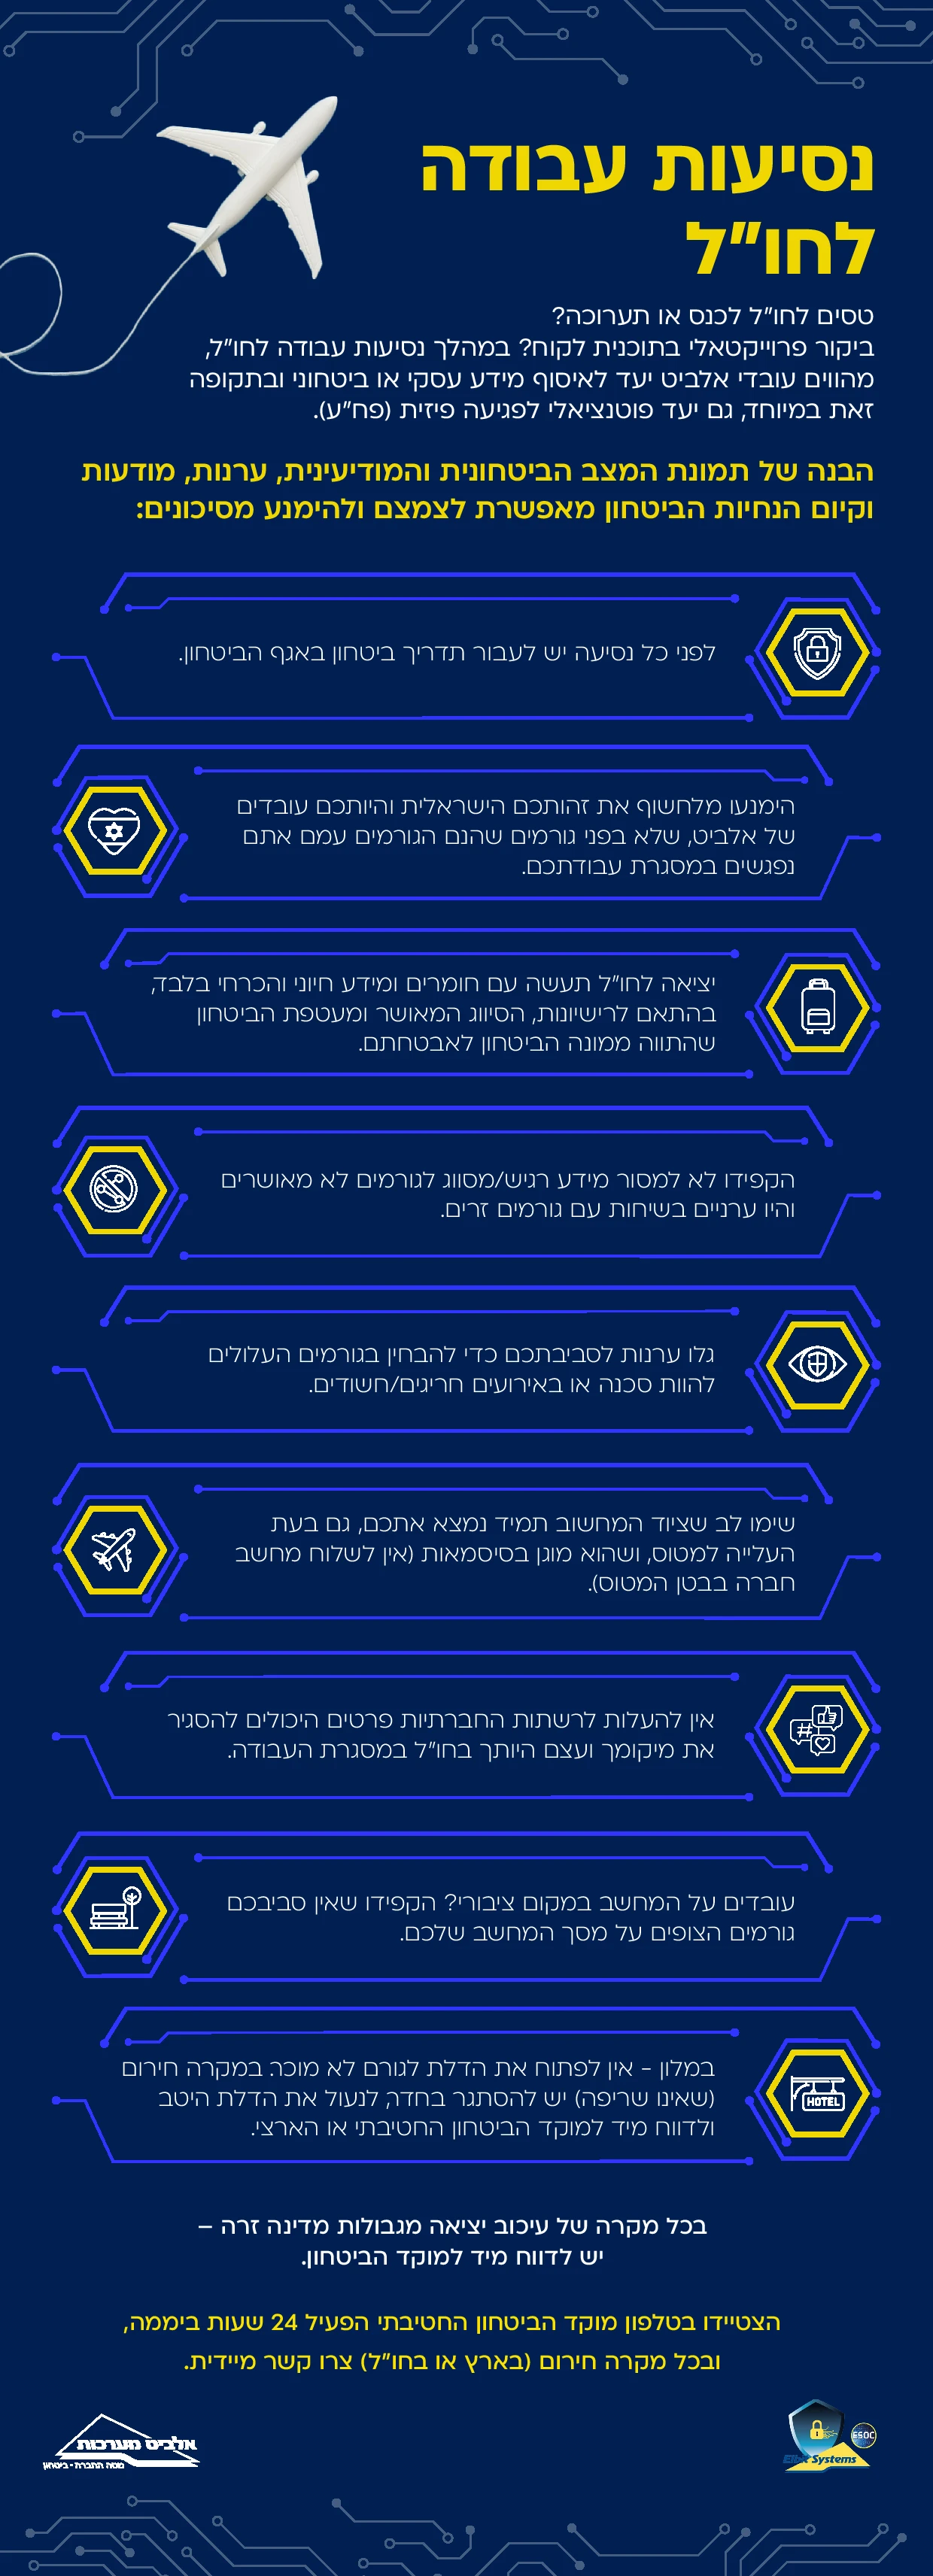 נסיעות עבודה
לחו"ל
טסים לחו"ל לכנס או תערוכה?
ביקור פרוייקטאלי בתוכנית לקוח? במהלך נסיעות עבודה לחו"ל,
מהווים עובדי אלביט יעד לאיסוף מידע עסקי או ביטחוני ובתקופה
זאת במיוחד, גם יעד פוטנציאלי לפגיעה פיזית (פח"ע).
הבנה של תמונת המצב הביטחונית והמודיעינית, ערנות, מודעות
וקיום הנחיות הביטחון מאפשרת לצמצם ולהימנע מסיכונים:
לפני כל נסיעה יש לעבור תדריך ביטחון באגף הביטחון.
הימנעו מלחשוף את זהותכם הישראלית והיותכם עובדים
של אלביט, שלא בפני גורמים שהנם הגורמים עמם אתם
נפגשים במסגרת עבודתכם.
יציאה לחו"ל תעשה עם חומרים ומידע חיוני והכרחי בלבד,
בהתאם לרישיונות, הסיווג המאושר ומעטפת הביטחון
שהתווה ממונה הביטחון לאבטחתם.
הקפידו לא למסור מידע רגיש/מסווג לגורמים לא מאושרים
והיו ערניים בשיחות עם גורמים זרים.
גלו ערנות לסביבתכם כדי להבחין בגורמים העלולים
להוות סכנה או באירועים חריגים/חשודים.
שימו לב שציוד המחשוב תמיד נמצא אתכם, גם בעת
העלייה למטוס, ושהוא מוגן בסיסמאות (אין לשלוח מחשב
חברה בבטן המטוס).
אין להעלות לרשתות החברתיות פרטים היכולים להסגיר
את מיקומך ועצם היותך בחו"ל במסגרת העבודה.
עובדים על המחשב במקום ציבורי? הקפידו שאין סביבכם
גורמים הצופים על מסך המחשב שלכם.
במלון - אין לפתוח את הדלת לגורם לא מוכר. במקרה חירום
(שאינו שריפה) יש להסתגר בחדר, לנעול את הדלת היטב
ולדווח מיד למוקד הביטחון החטיבתי או הארצי.
HOTEL
בכל מקרה של עיכוב יציאה מגבולות מדינה זרה –
יש לדווח מיד למוקד הביטחון.
הצטיידו בטלפון מוקד הביטחון החטיבתי הפעיל 24 שעות ביממה,
ובכל מקרה חירום (בארץ או בחו"ל) צרו קשר מיידית.
ESOC
Elbit Systems
אלביט מערכות
מטה החברה - ביטחון